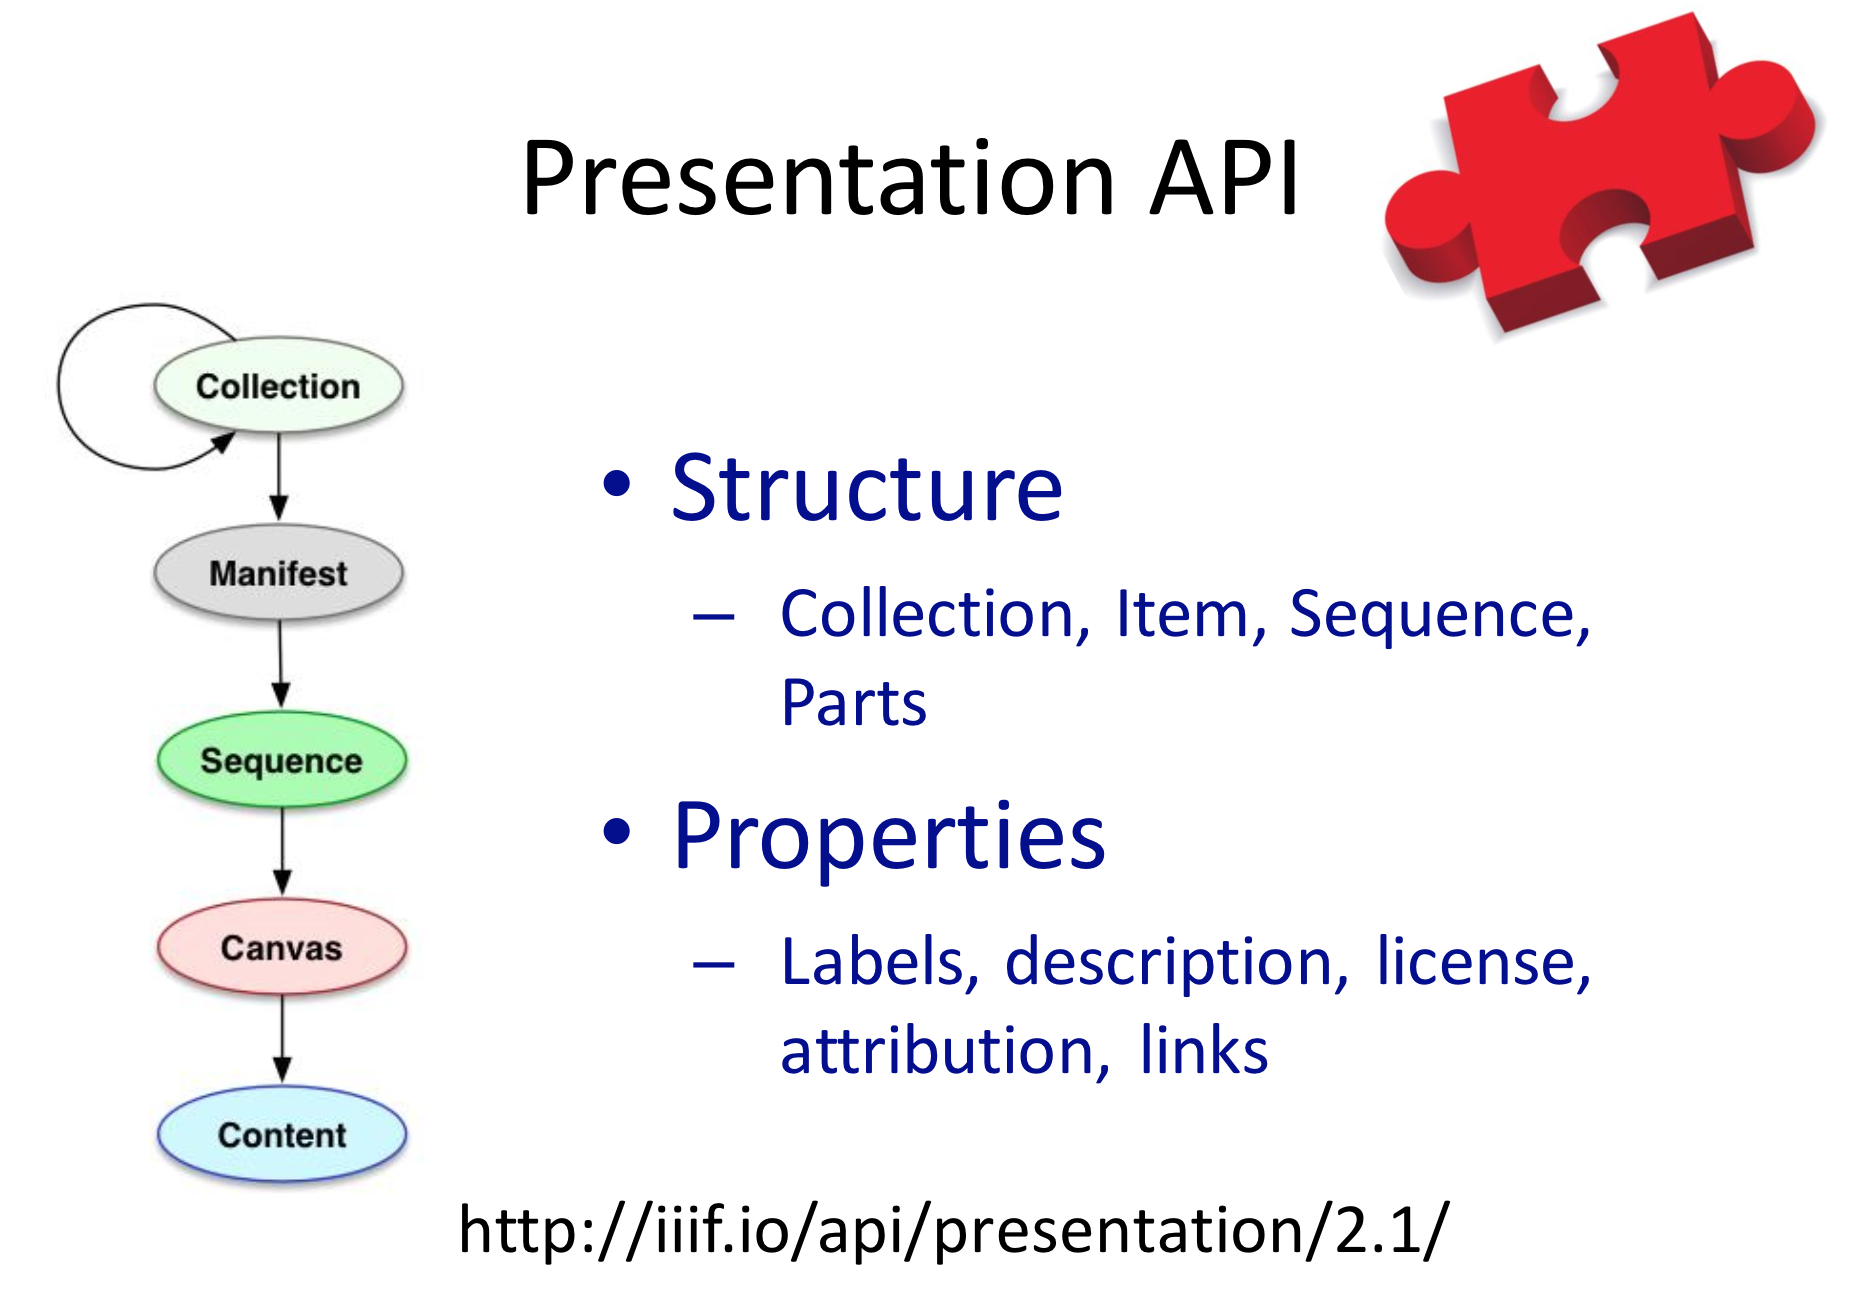 Presentation API
Collection
Manifest
Sequence
Canvas
Content
• Structure
– Collection, Item, Sequence,
Parts
• Properties
– Labels, description, license,
attribution, links
http://iiif.io/api/presentation/2.1/